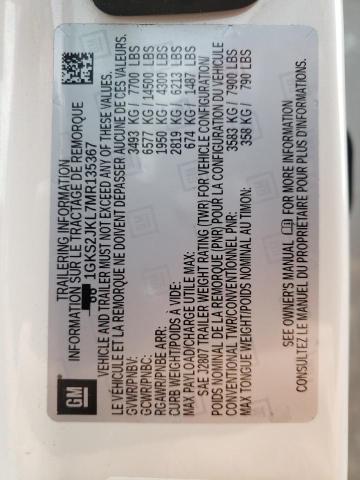 TRAILERING INFORMATION
INFORMATION SUR LE TRACTAGE DE REMORQUE
1GKS2JKL7MR135367
VEHICLE AND TRAILER MUST NOT EXCEED ANY OF THESE VALUES.
LE VÉHICULE ET LA REMORQUE NE DOIVENT DÉPASSER AUCUNE DE CES VALEURS.
GVWR/PNBV: 3493 KG/ 7700 LBS
GCWR/PNBC: 6577 KG/ 14500 LBS
RGAWR/PNBE ARR: 1950 KG/ 4300 LBS
CURB WEIGHT/POIDS À VIDE: 2819 KG/ 6213 LBS
MAX PAYLOAD/CHARGE UTILE MAX: 674 KG/ 1487 LBS
SAE J2807 TRAILER WEIGHT RATING (TWR) FOR VEHICLE CONFIGURATION
POIDS NOMINAL DE LA REMORQUE (PNR) POUR LA CONFIGURATION DU VÉHICULE
CONVENTIONAL TWR/CONVENTIONNEL PNR: 3583 KG/ 7900 LBS
MAX TONGUE WEIGHT/POIDS NOMINAL AU TIMON: 358 KG/ 790 LBS
SEE OWNER'S MANUAL FOR MORE INFORMATION
CONSULTEZ LE MANUEL DU PROPRIÉTAIRE POUR PLUS D'INFORMATIONS.
GM